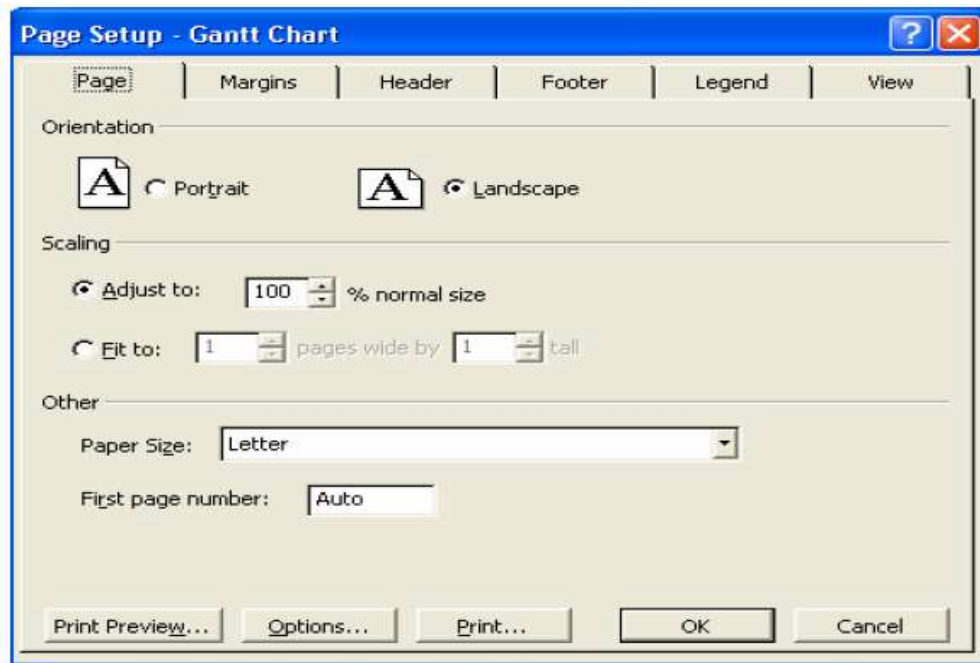 Page Setup - Gantt Chart ?
Page Margins Header Footer Legend View
Orientation
A Portrait A Landscape
Scaling
Adjust to: 100 % normal size
Fit to: 1 pages wide by 1 tall
Other
Paper Size: Letter
First page number: Auto
Print Preview... Options... Print... OK Cancel